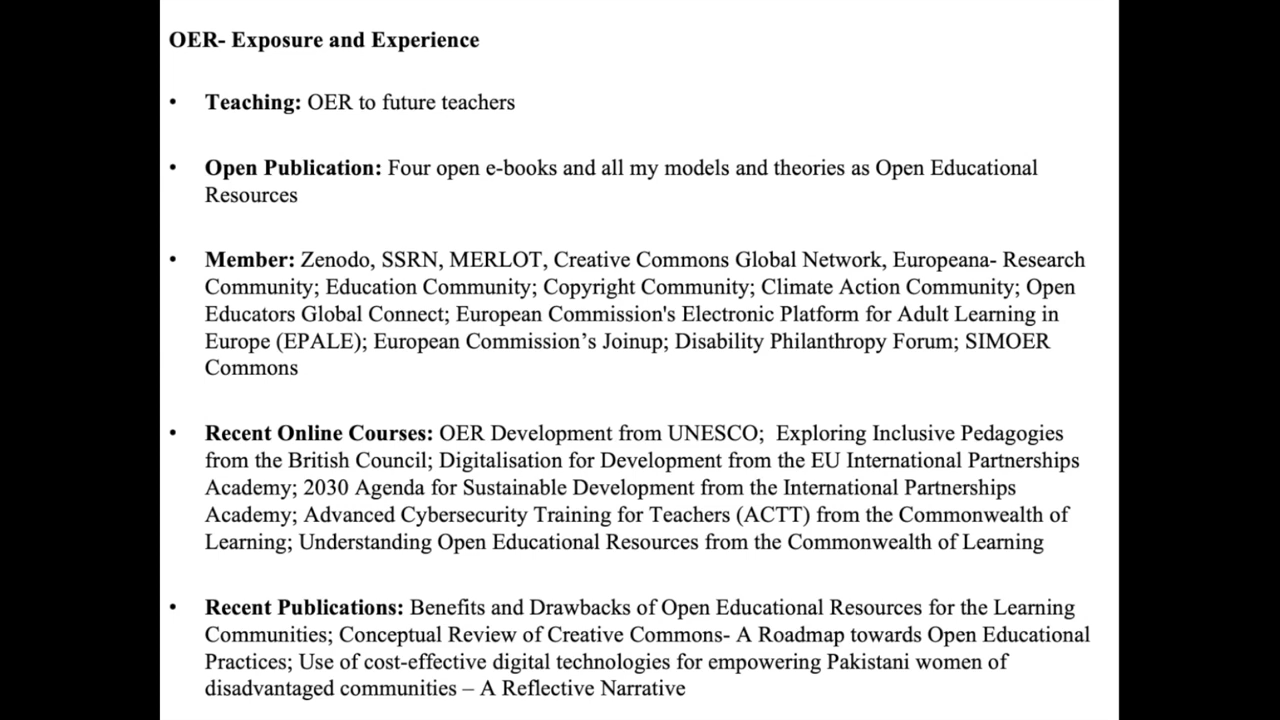 OER- Exposure and Experience
• Teaching: OER to future teachers
• Open Publication: Four open e-books and all my models and theories as Open Educational
Resources
• Member: Zenodo, SSRN, MERLOT, Creative Commons Global Network, Europeana- Research
Community; Education Community; Copyright Community; Climate Action Community; Open
Educators Global Connect; European Commission's Electronic Platform for Adult Learning in
Europe (EPALE); European Commission’s Joinup; Disability Philanthropy Forum; SIMOER
Commons
• Recent Online Courses: OER Development from UNESCO;  Exploring Inclusive Pedagogies
from the British Council; Digitalisation for Development from the EU International Partnerships
Academy; 2030 Agenda for Sustainable Development from the International Partnerships
Academy; Advanced Cybersecurity Training for Teachers (ACTT) from the Commonwealth of
Learning; Understanding Open Educational Resources from the Commonwealth of Learning
• Recent Publications: Benefits and Drawbacks of Open Educational Resources for the Learning
Communities; Conceptual Review of Creative Commons- A Roadmap towards Open Educational
Practices; Use of cost-effective digital technologies for empowering Pakistani women of
disadvantaged communities – A Reflective Narrative